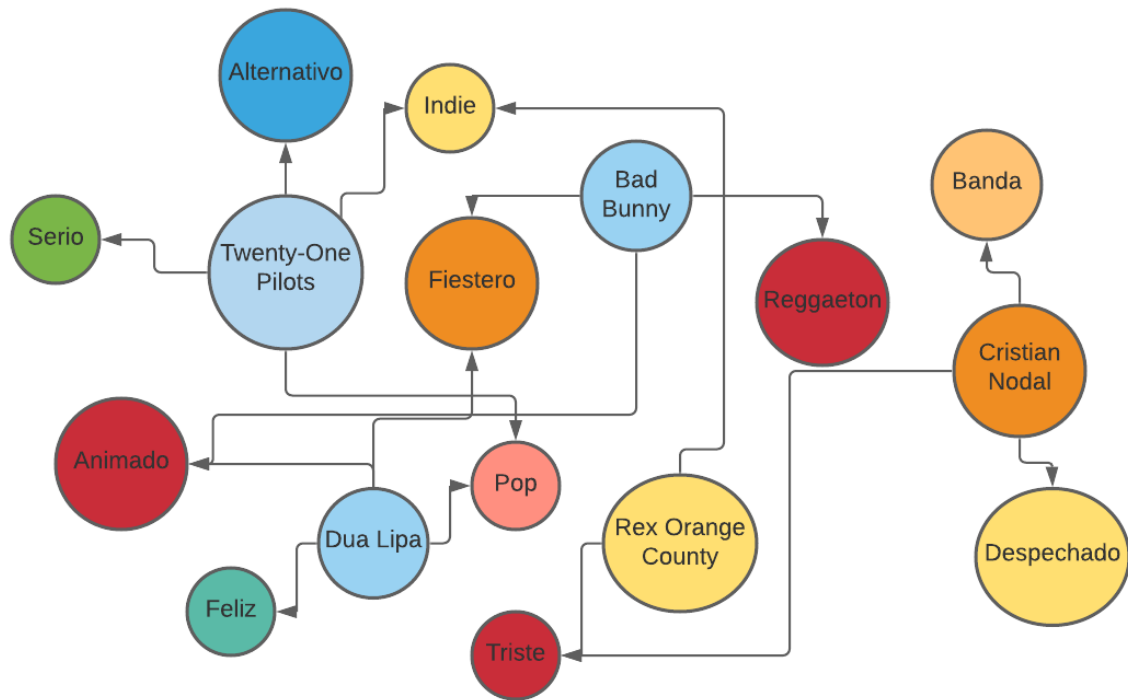 Alternativo
Indie
Bad
Bunny
Banda
Serio
Twenty-One
Pilots
Fiestero
Reggaeton
Cristian
Nodal
Animado
Pop
Dua Lipa
Rex Orange
County
Despechado
Feliz
Triste